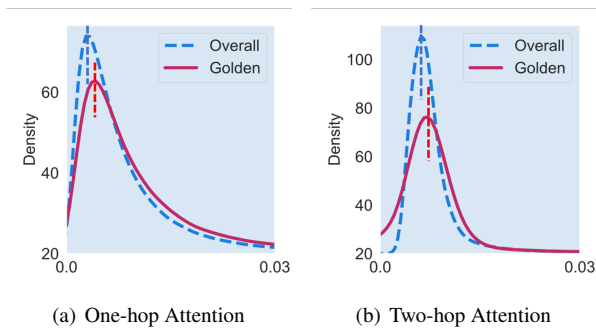 Overall
Golden
Density
60
40
20
0.0
0.03
(a) One-hop Attention
Overall
Golden
Density
100
80
60
40
20
0.0
0.03
(b) Two-hop Attention